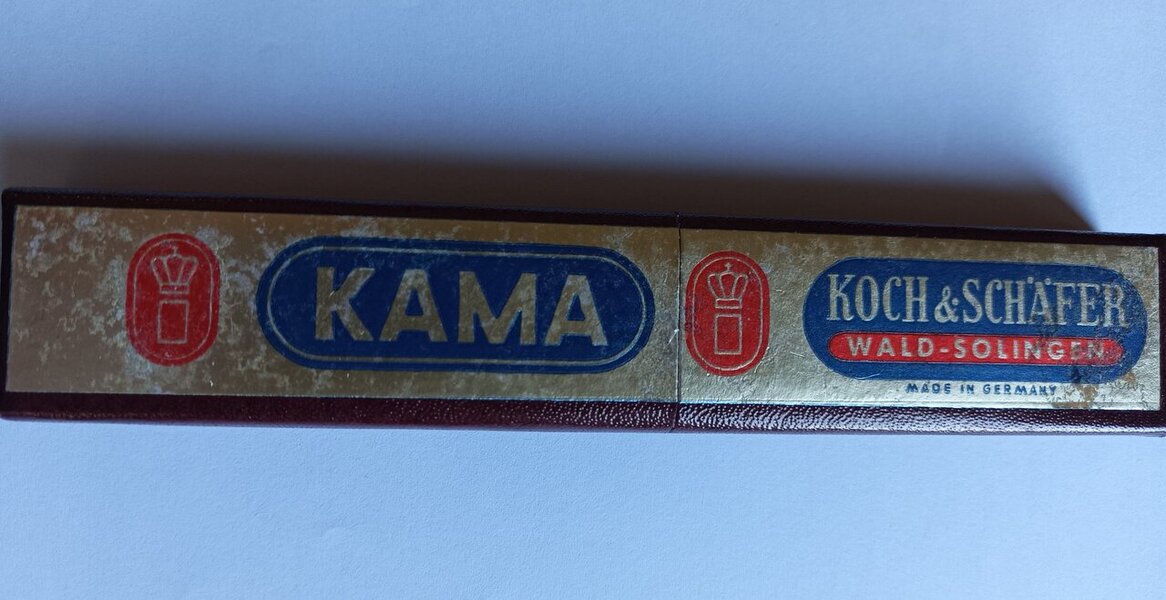 KAMA
KOCH & SCHÄFER
WALD-SOLINGEN
MADE IN GERMANY